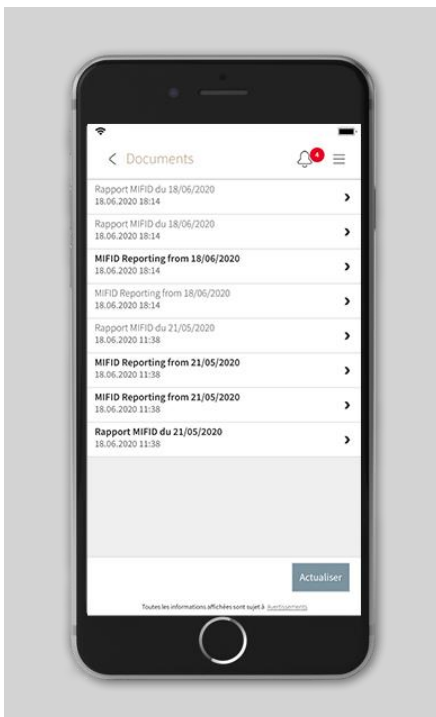 Documents
4
Rapport MIFID du 18/06/2020
18.06.2020 18:14
Rapport MIFID du 18/06/2020
18.06.2020 18:14
MIFID Reporting from 18/06/2020
18.06.2020 18:14
MIFID Reporting from 18/06/2020
18.06.2020 18:14
Rapport MIFID du 21/05/2020
18.06.2020 11:38
MIFID Reporting from 21/05/2020
18.06.2020 11:38
MIFID Reporting from 21/05/2020
18.06.2020 11:38
Rapport MIFID du 21/05/2020
18.06.2020 11:38
Actualiser
Toutes les informations affichées sont sujet à Avertissements